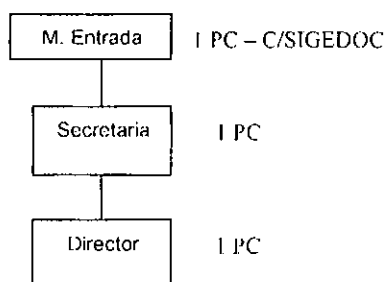 M. Entrada 1 PC – C/SIGEDOC
Secretaria 1 PC
Director 1 PC